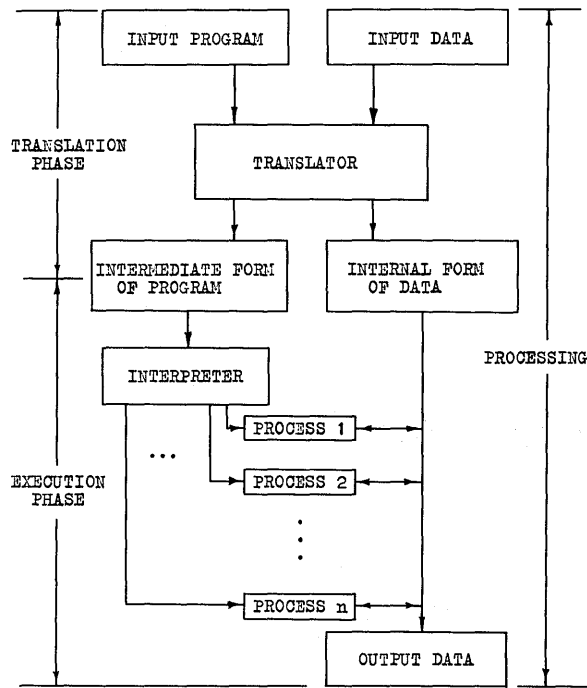 INPUT PROGRAM
INPUT DATA
TRANSLATION
PHASE
TRANSLATOR
INTERMEDIATE FORM
OF PROGRAM
INTERNAL FORM
OF DATA
PROCESSING
INTERPRETER
PROCESS 1
...
EXECUTION
PHASE
PROCESS 2
PROCESS n
OUTPUT DATA